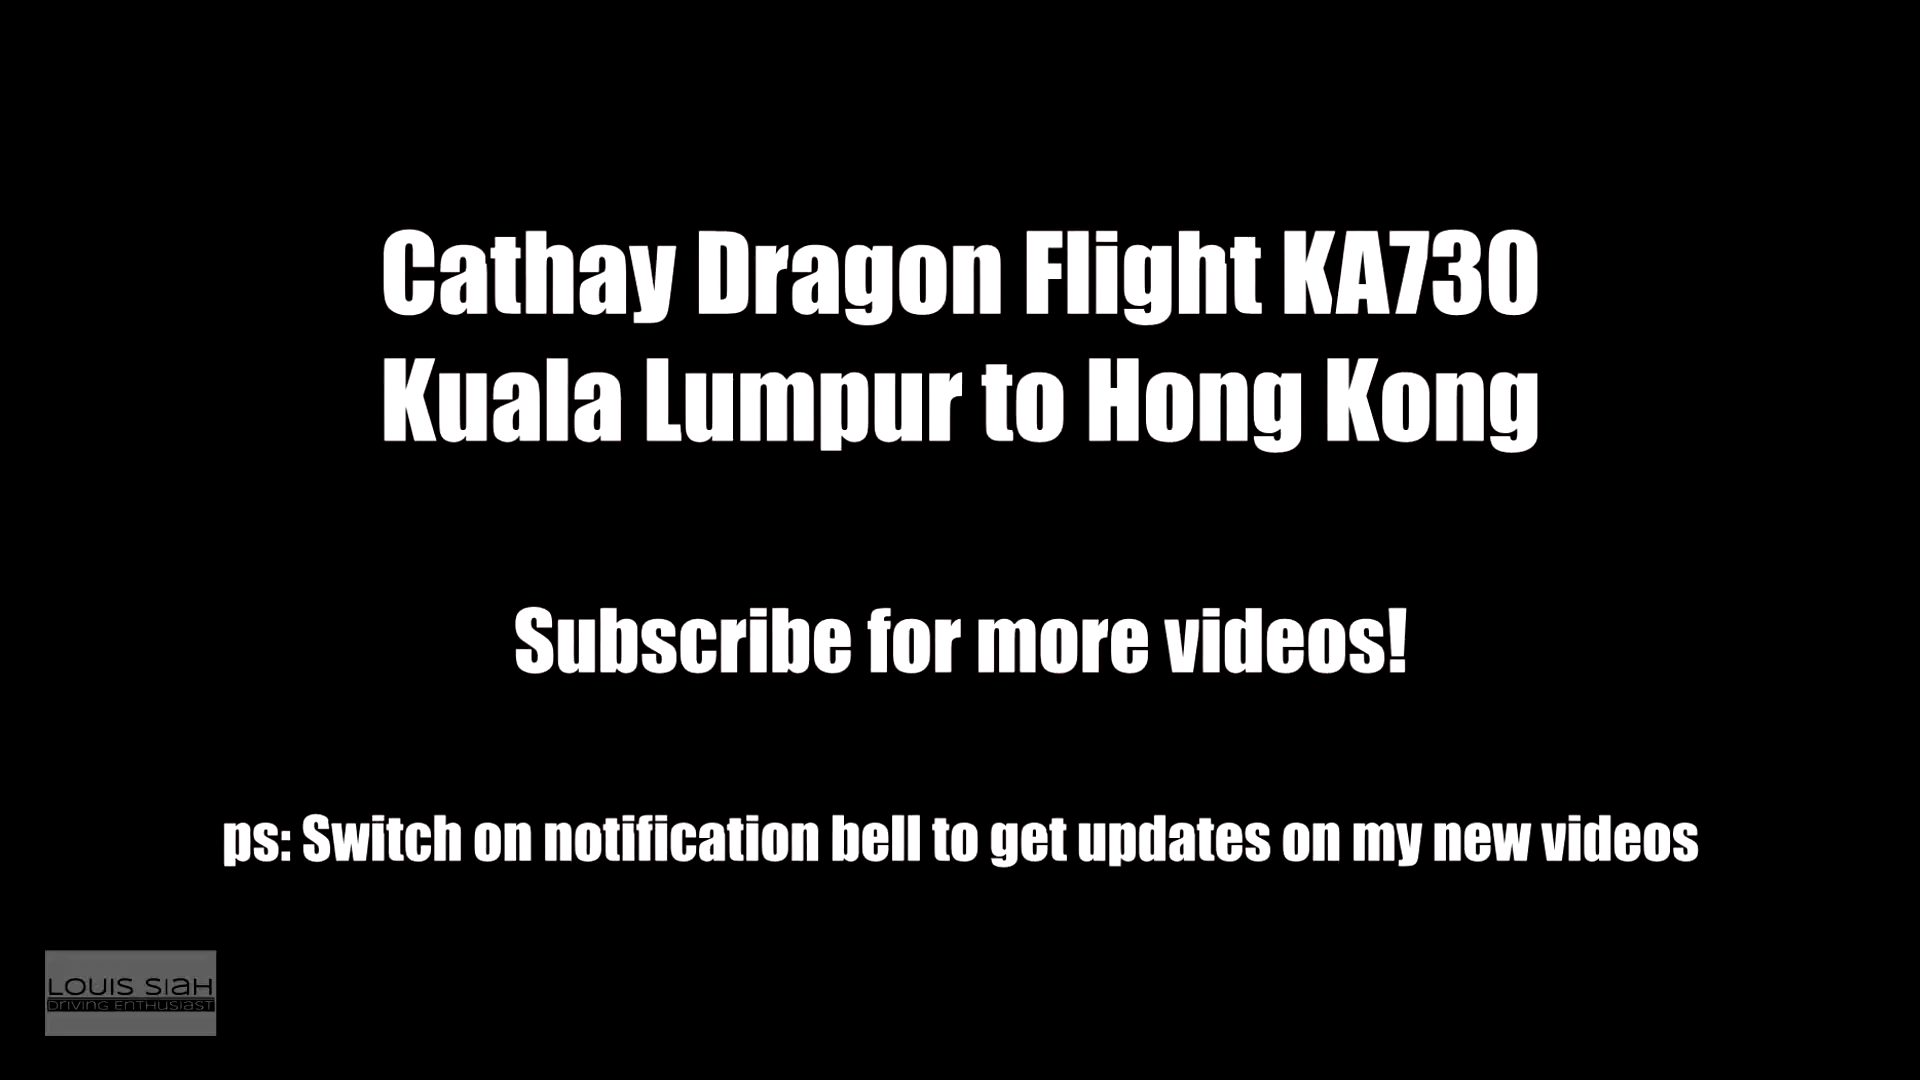 Cathay Dragon Flight KA730
Kuala Lumpur to Hong Kong
Subscribe for more videos!
ps: Switch on notification bell to get updates on my new videos
LOUIS SIAH
DRIVING ENTHUSIAST